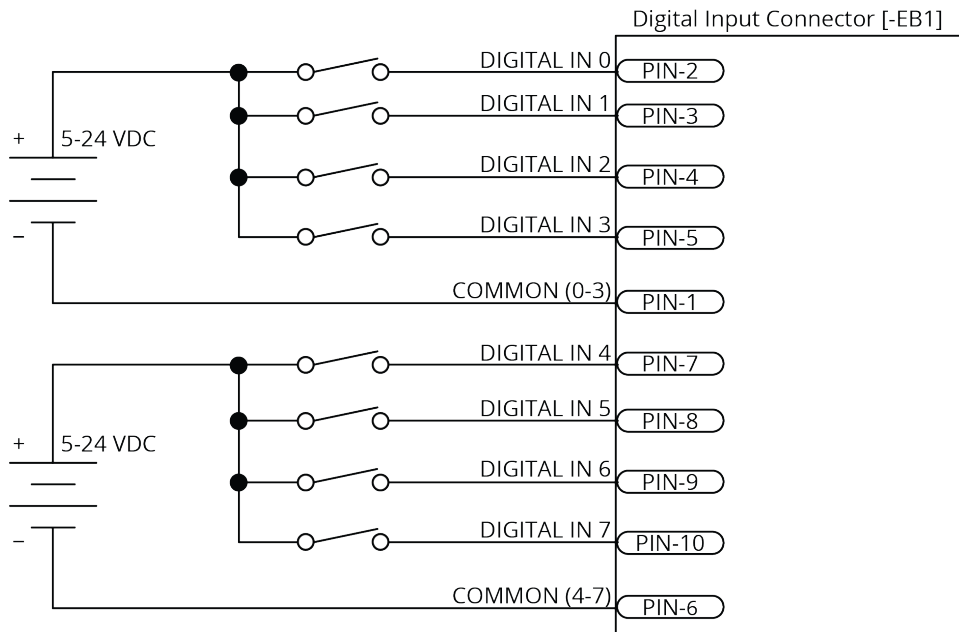 Digital Input Connector [-EB1]
DIGITAL IN 0
PIN-2
DIGITAL IN 1
PIN-3
+ 5-24 VDC
DIGITAL IN 2
PIN-4
DIGITAL IN 3
PIN-5
–
COMMON (0-3)
PIN-1
DIGITAL IN 4
PIN-7
DIGITAL IN 5
PIN-8
+ 5-24 VDC
DIGITAL IN 6
PIN-9
DIGITAL IN 7
PIN-10
–
COMMON (4-7)
PIN-6